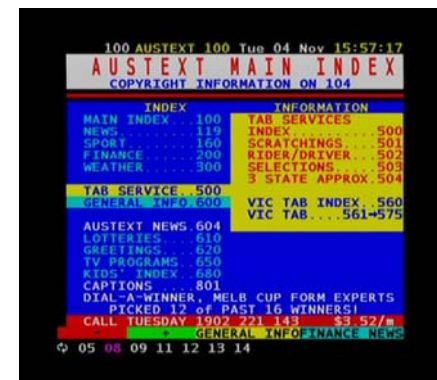 100 AUSTEXT 100 Tue 04 Nov 15:57:17
AUSTEXT MAIN INDEX
COPYRIGHT INFORMATION ON 104
INDEX
MAIN INDEX...100
NEWS........119
SPORT.......160
FINANCE.....200
WEATHER.....300
TAB SERVICE..500
GENERAL INFO.600
AUSTEXT NEWS.604
LOTTERIES....610
GREETINGS....620
TV PROGRAMS..650
KIDS' INDEX..680
CAPTIONS ....801
INFORMATION
TAB SERVICES
INDEX..........500
SCRATCHINGS....501
RIDER/DRIVER...502
SELECTIONS.....503
3 STATE APPROX.504
VIC TAB INDEX..560
VIC TAB....561→575
DIAL-A-WINNER, MELB CUP FORM EXPERTS
PICKED 12 of PAST 16 WINNERS!
CALL TUESDAY 1902 221 143 $3.52/m
- + GENERAL INFO FINANCE NEWS
05 08 09 11 12 13 14